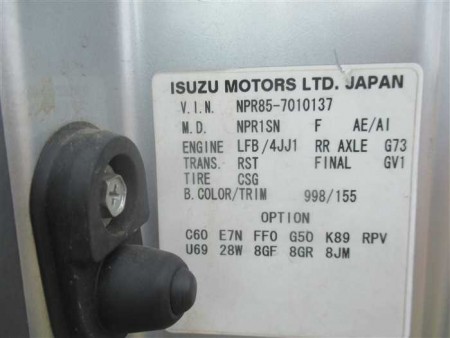 ISUZU MOTORS LTD. JAPAN
V.I.N. NPR85-7010137
M.D. NPR1SN F AE/AI
ENGINE LFB/4JJ1 RR AXLE G73
TRANS. RST FINAL GV1
TIRE CSG
B.COLOR/TRIM 998/155
OPTION
C60 E7N FF0 G50 K89 RPV
U69 28W 8GF 8GR 8JM